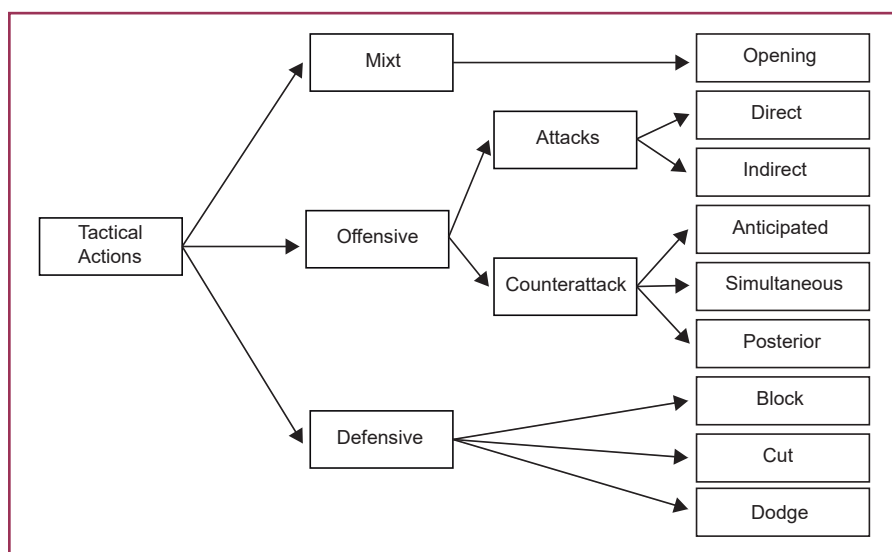 Mixt
Opening
Attacks
Direct
Indirect
Tactical
Actions
Offensive
Anticipated
Counterattack
Simultaneous
Posterior
Defensive
Block
Cut
Dodge